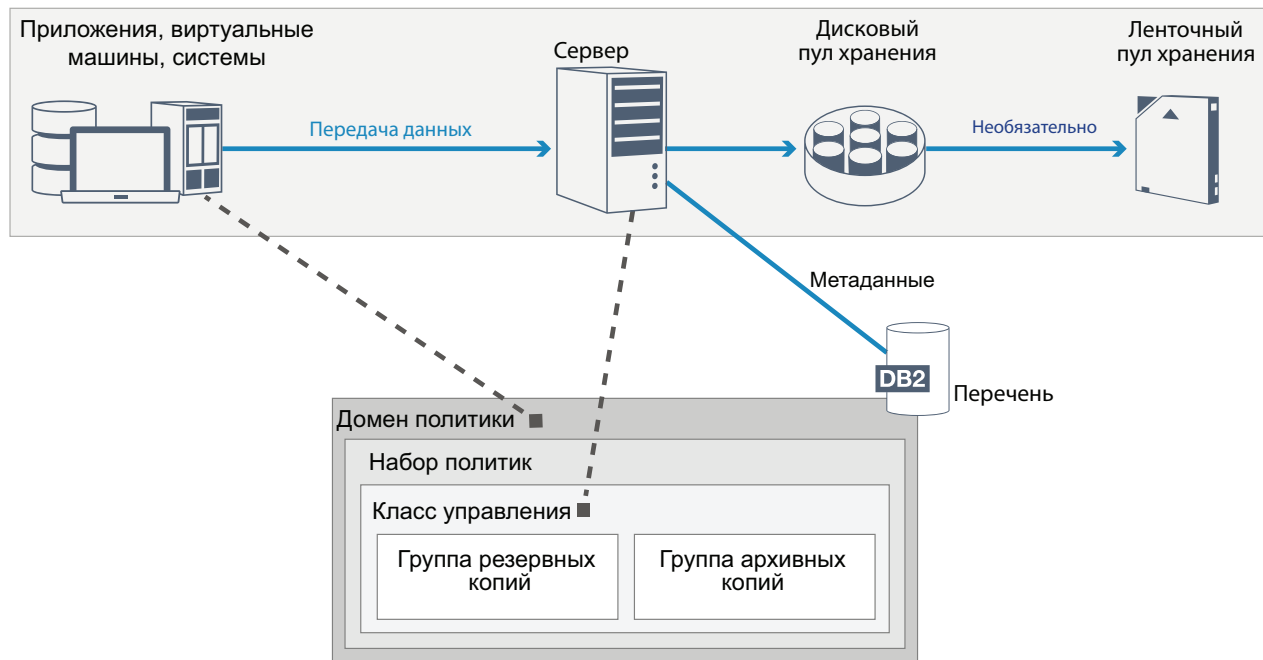 Приложения, виртуальные
машины, системы
Сервер
Дисковый
пул хранения
Ленточный
пул хранения
Передача данных
Необязательно
Метаданные
DB2
Перечень
Домен политики
Набор политик
Класс управления
Группа резервных
копий
Группа архивных
копий